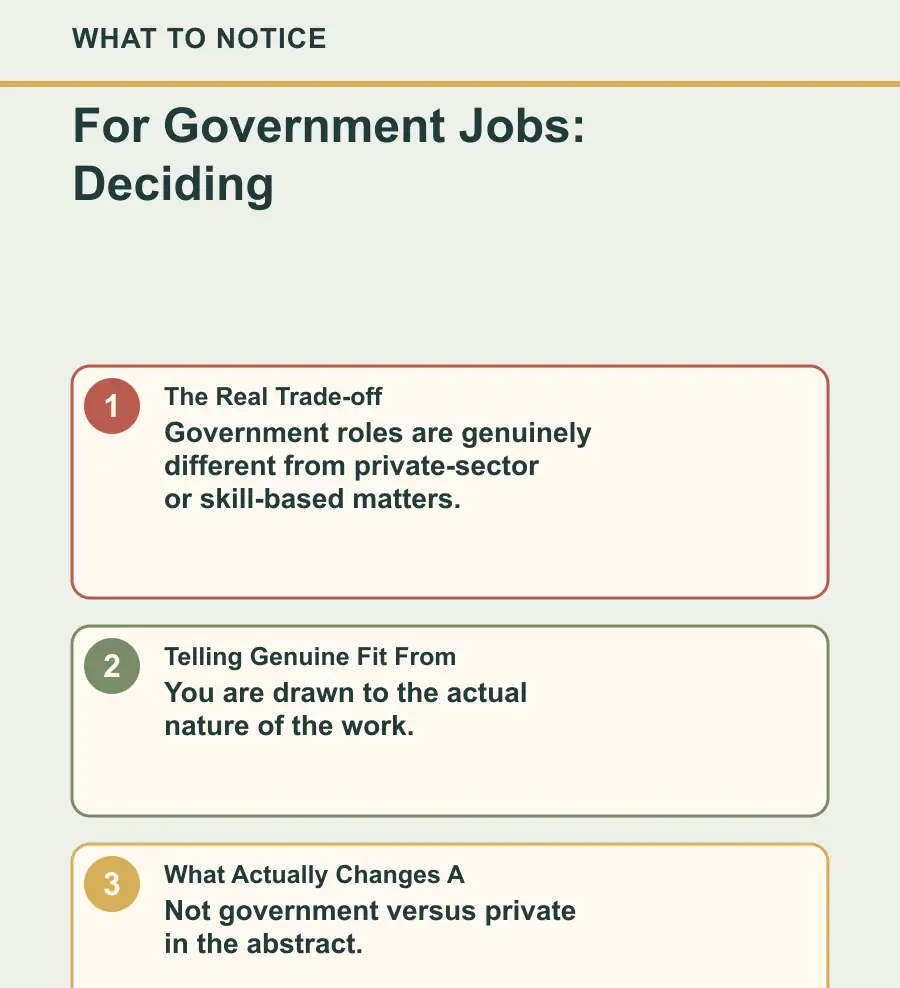 WHAT TO NOTICE
For Government Jobs:
Deciding
1
The Real Trade-off
Government roles are genuinely
different from private-sector
or skill-based matters.
2
Telling Genuine Fit From
You are drawn to the actual
nature of the work.
3
What Actually Changes A
Not government versus private
in the abstract.